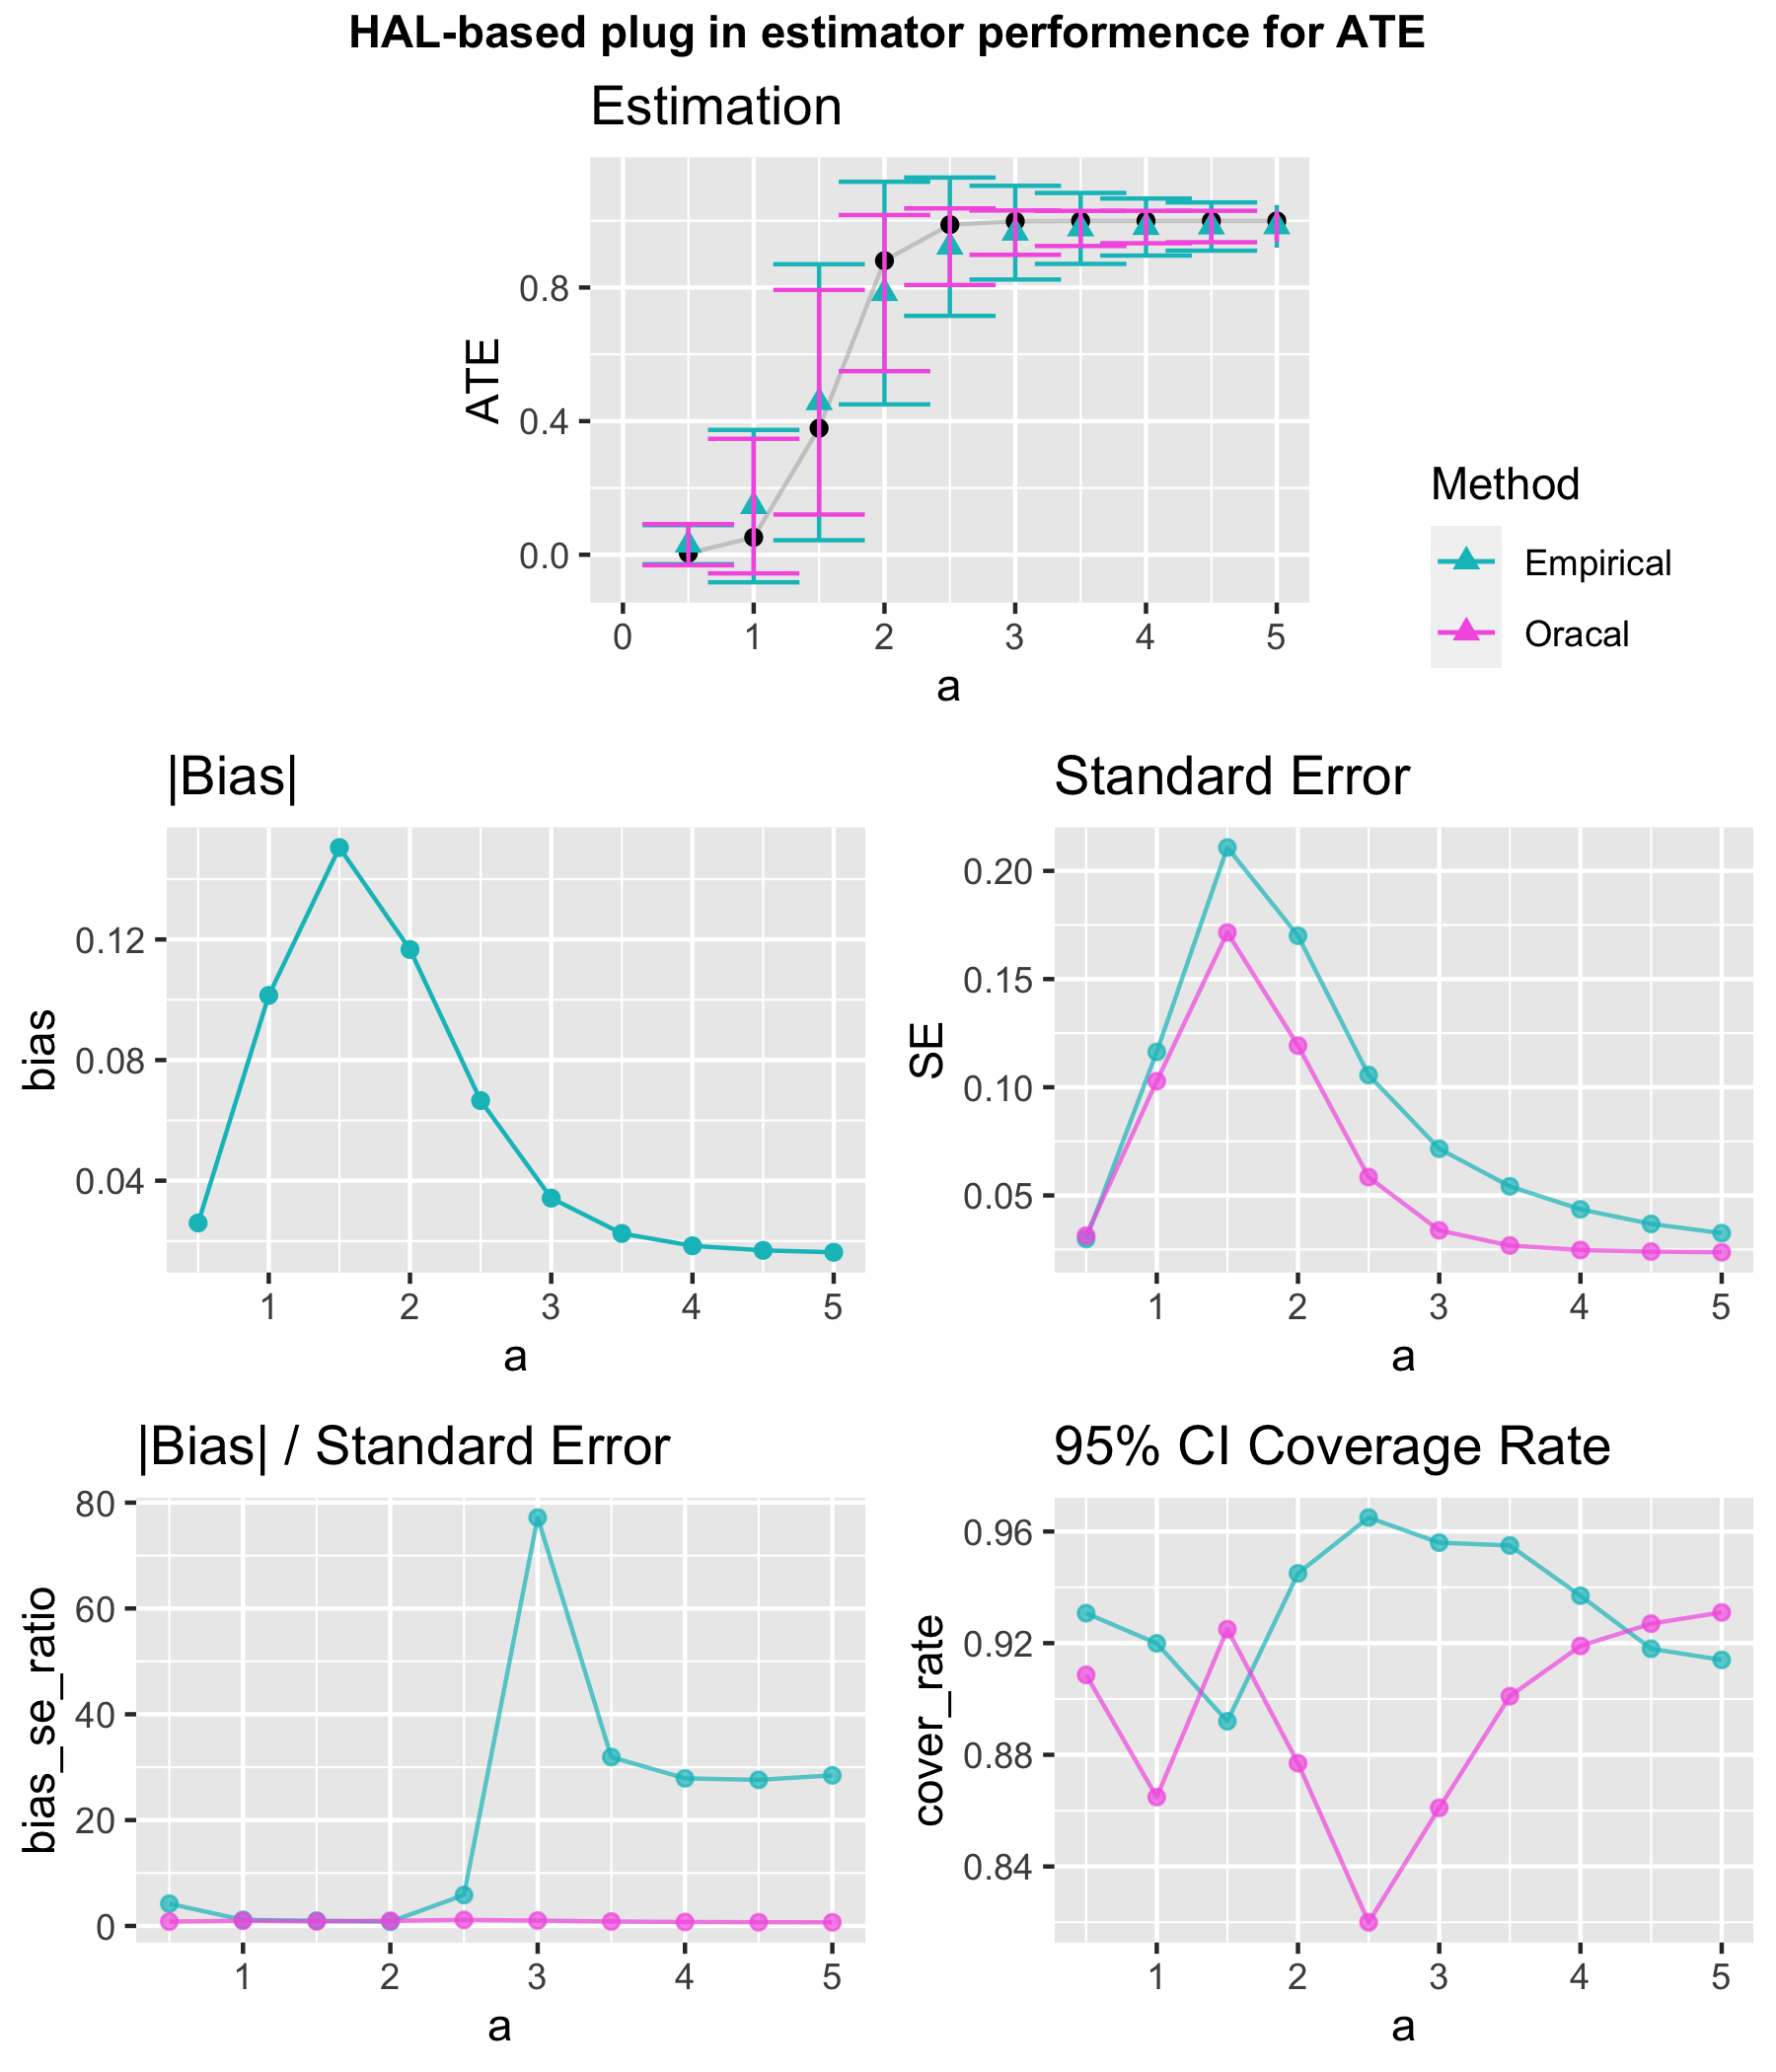 HAL-based plug in estimator performence for ATE
Estimation
ATE
0.8
0.4
0.0
0 1 2 3 4 5
a
Method
Empirical
Oracal
|Bias|
bias
0.12
0.08
0.04
1 2 3 4 5
a
Standard Error
SE
0.20
0.15
0.10
0.05
1 2 3 4 5
a
|Bias| / Standard Error
bias_se_ratio
80
60
40
20
0
1 2 3 4 5
a
95% CI Coverage Rate
cover_rate
0.96
0.92
0.88
0.84
1 2 3 4 5
a